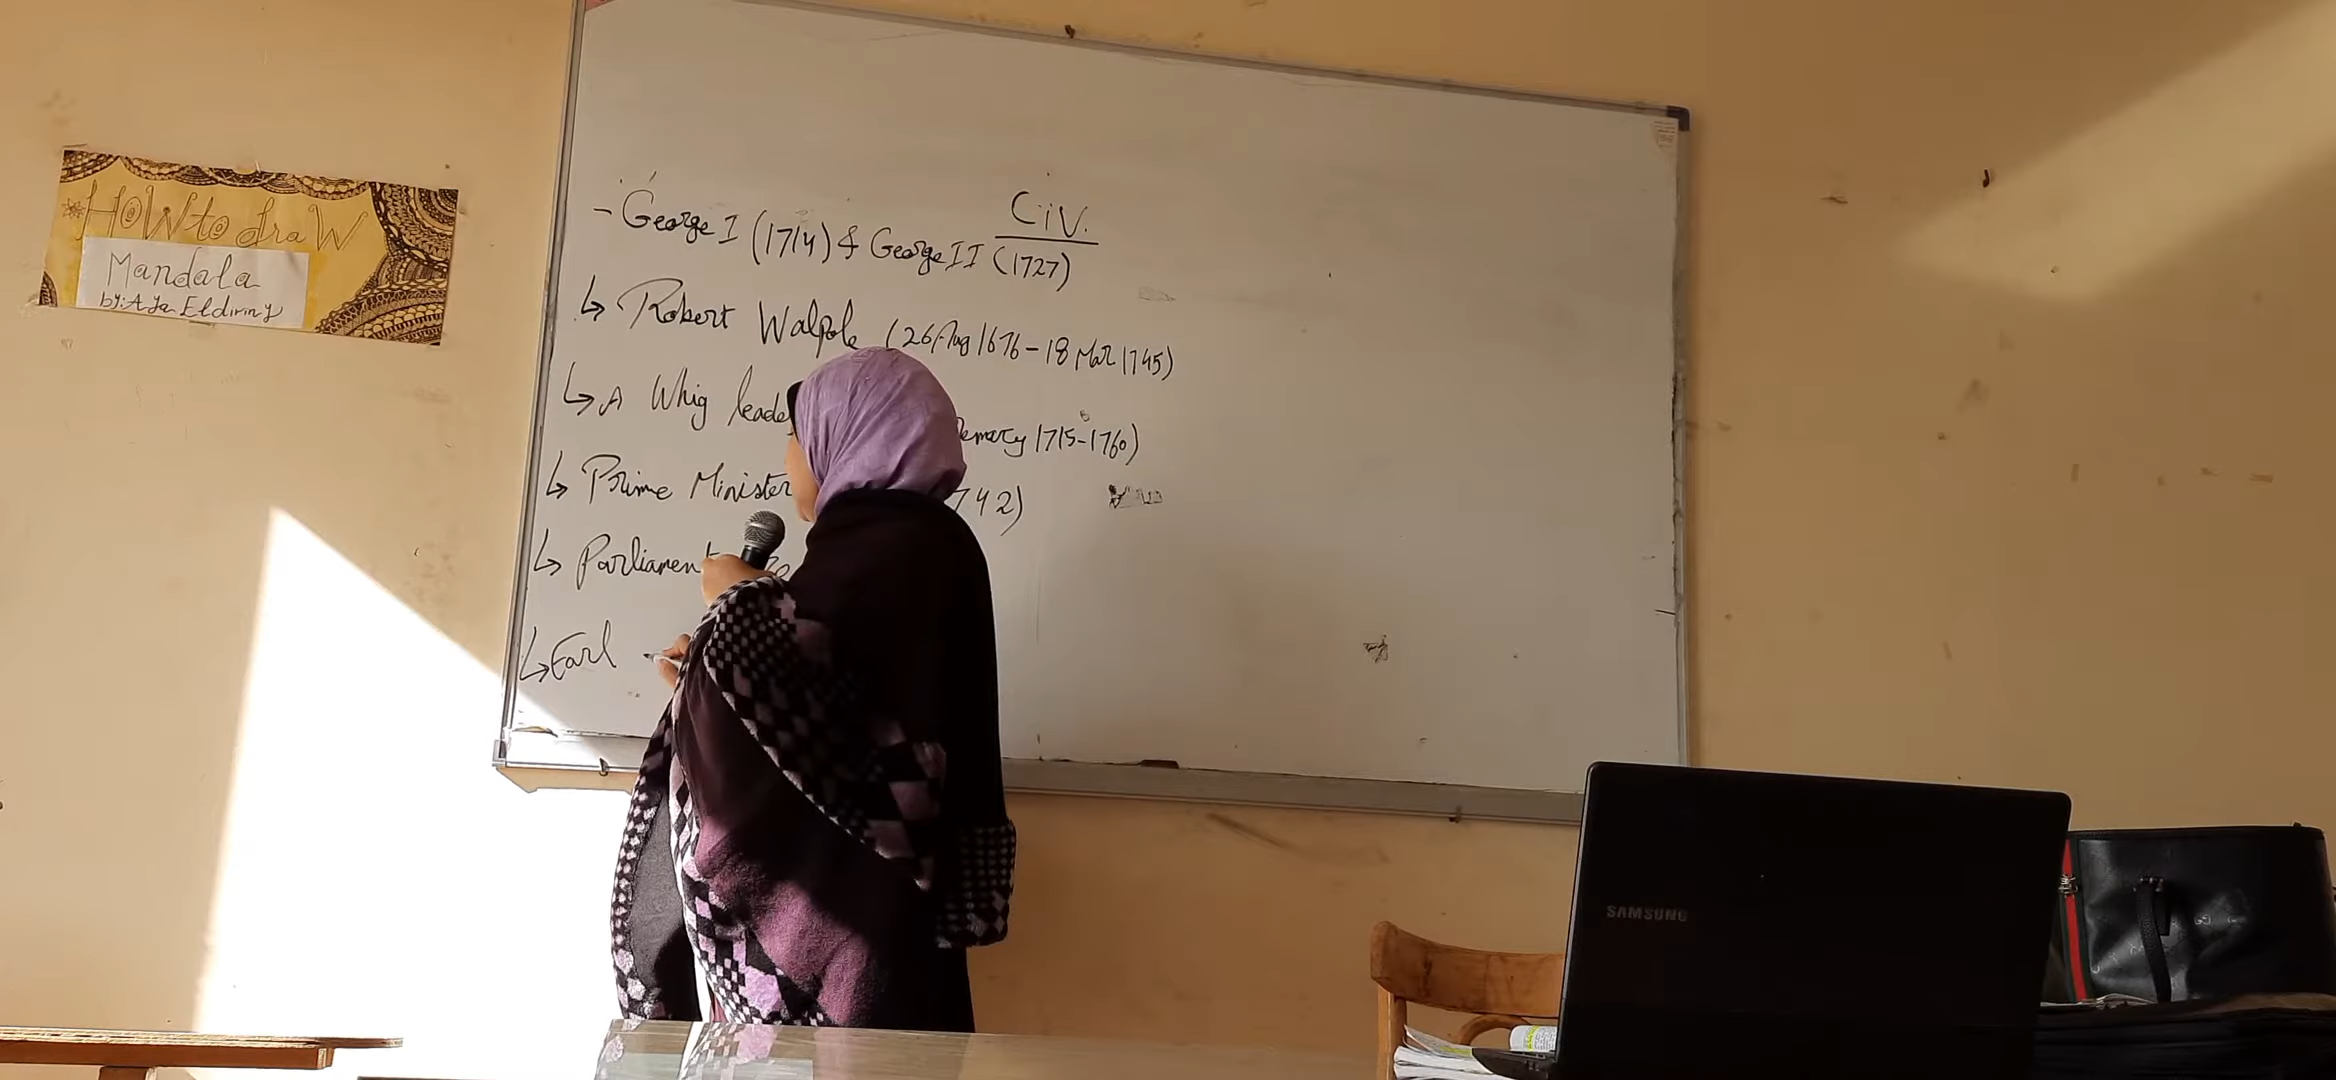 HOW to draW
Mandala
by: Aya Eldiriny
CiV.
- George I (1714) & George II (1727)
↳ Robert Walpole (26 Aug 1676 - 18 Mar 1745)
↳ A Whig leade emacy 1715-1760)
↳ Prime Minister 742)
↳ Parliament
↳ Earl
SAMSUNG